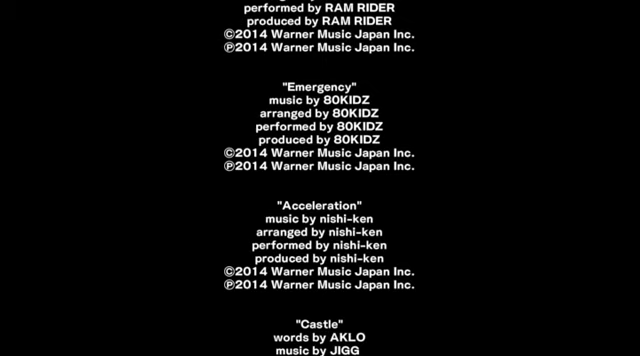 performed by RAM RIDER
produced by RAM RIDER
©2014 Warner Music Japan Inc.
℗2014 Warner Music Japan Inc.
"Emergency"
music by 80KIDZ
arranged by 80KIDZ
performed by 80KIDZ
produced by 80KIDZ
©2014 Warner Music Japan Inc.
℗2014 Warner Music Japan Inc.
"Acceleration"
music by nishi-ken
arranged by nishi-ken
performed by nishi-ken
produced by nishi-ken
©2014 Warner Music Japan Inc.
℗2014 Warner Music Japan Inc.
"Castle"
words by AKLO
music by JIGG